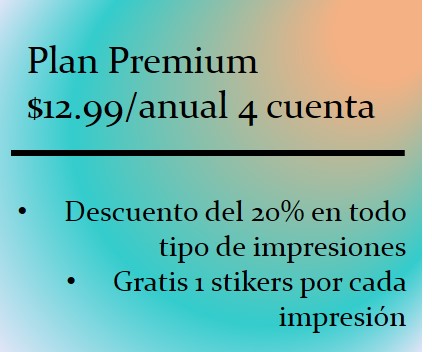 Plan Premium
$12.99/anual 4 cuenta
• Descuento del 20% en todo
tipo de impresiones
• Gratis 1 stikers por cada
impresión